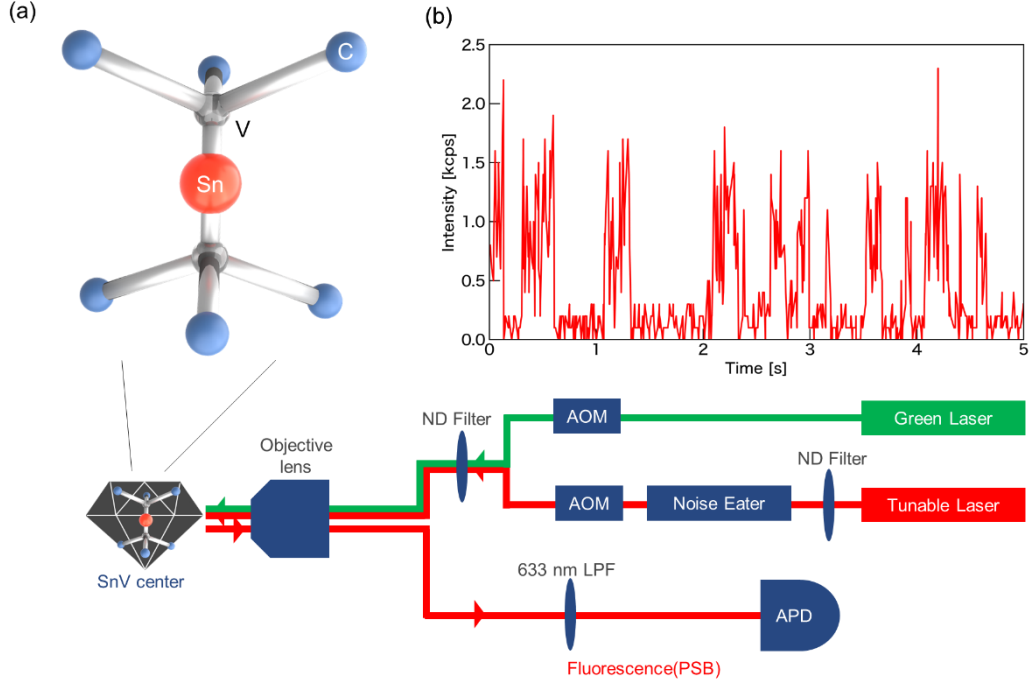 (a)
C
V
Sn
(b)
Intensity [kcps]
2.5
2.0
1.5
1.0
0.5
0.0
0 1 2 3 4 5
Time [s]
ND Filter
AOM
Green Laser
Objective
lens
ND Filter
AOM
Noise Eater
Tunable Laser
SnV center
633 nm LPF
APD
Fluorescence(PSB)